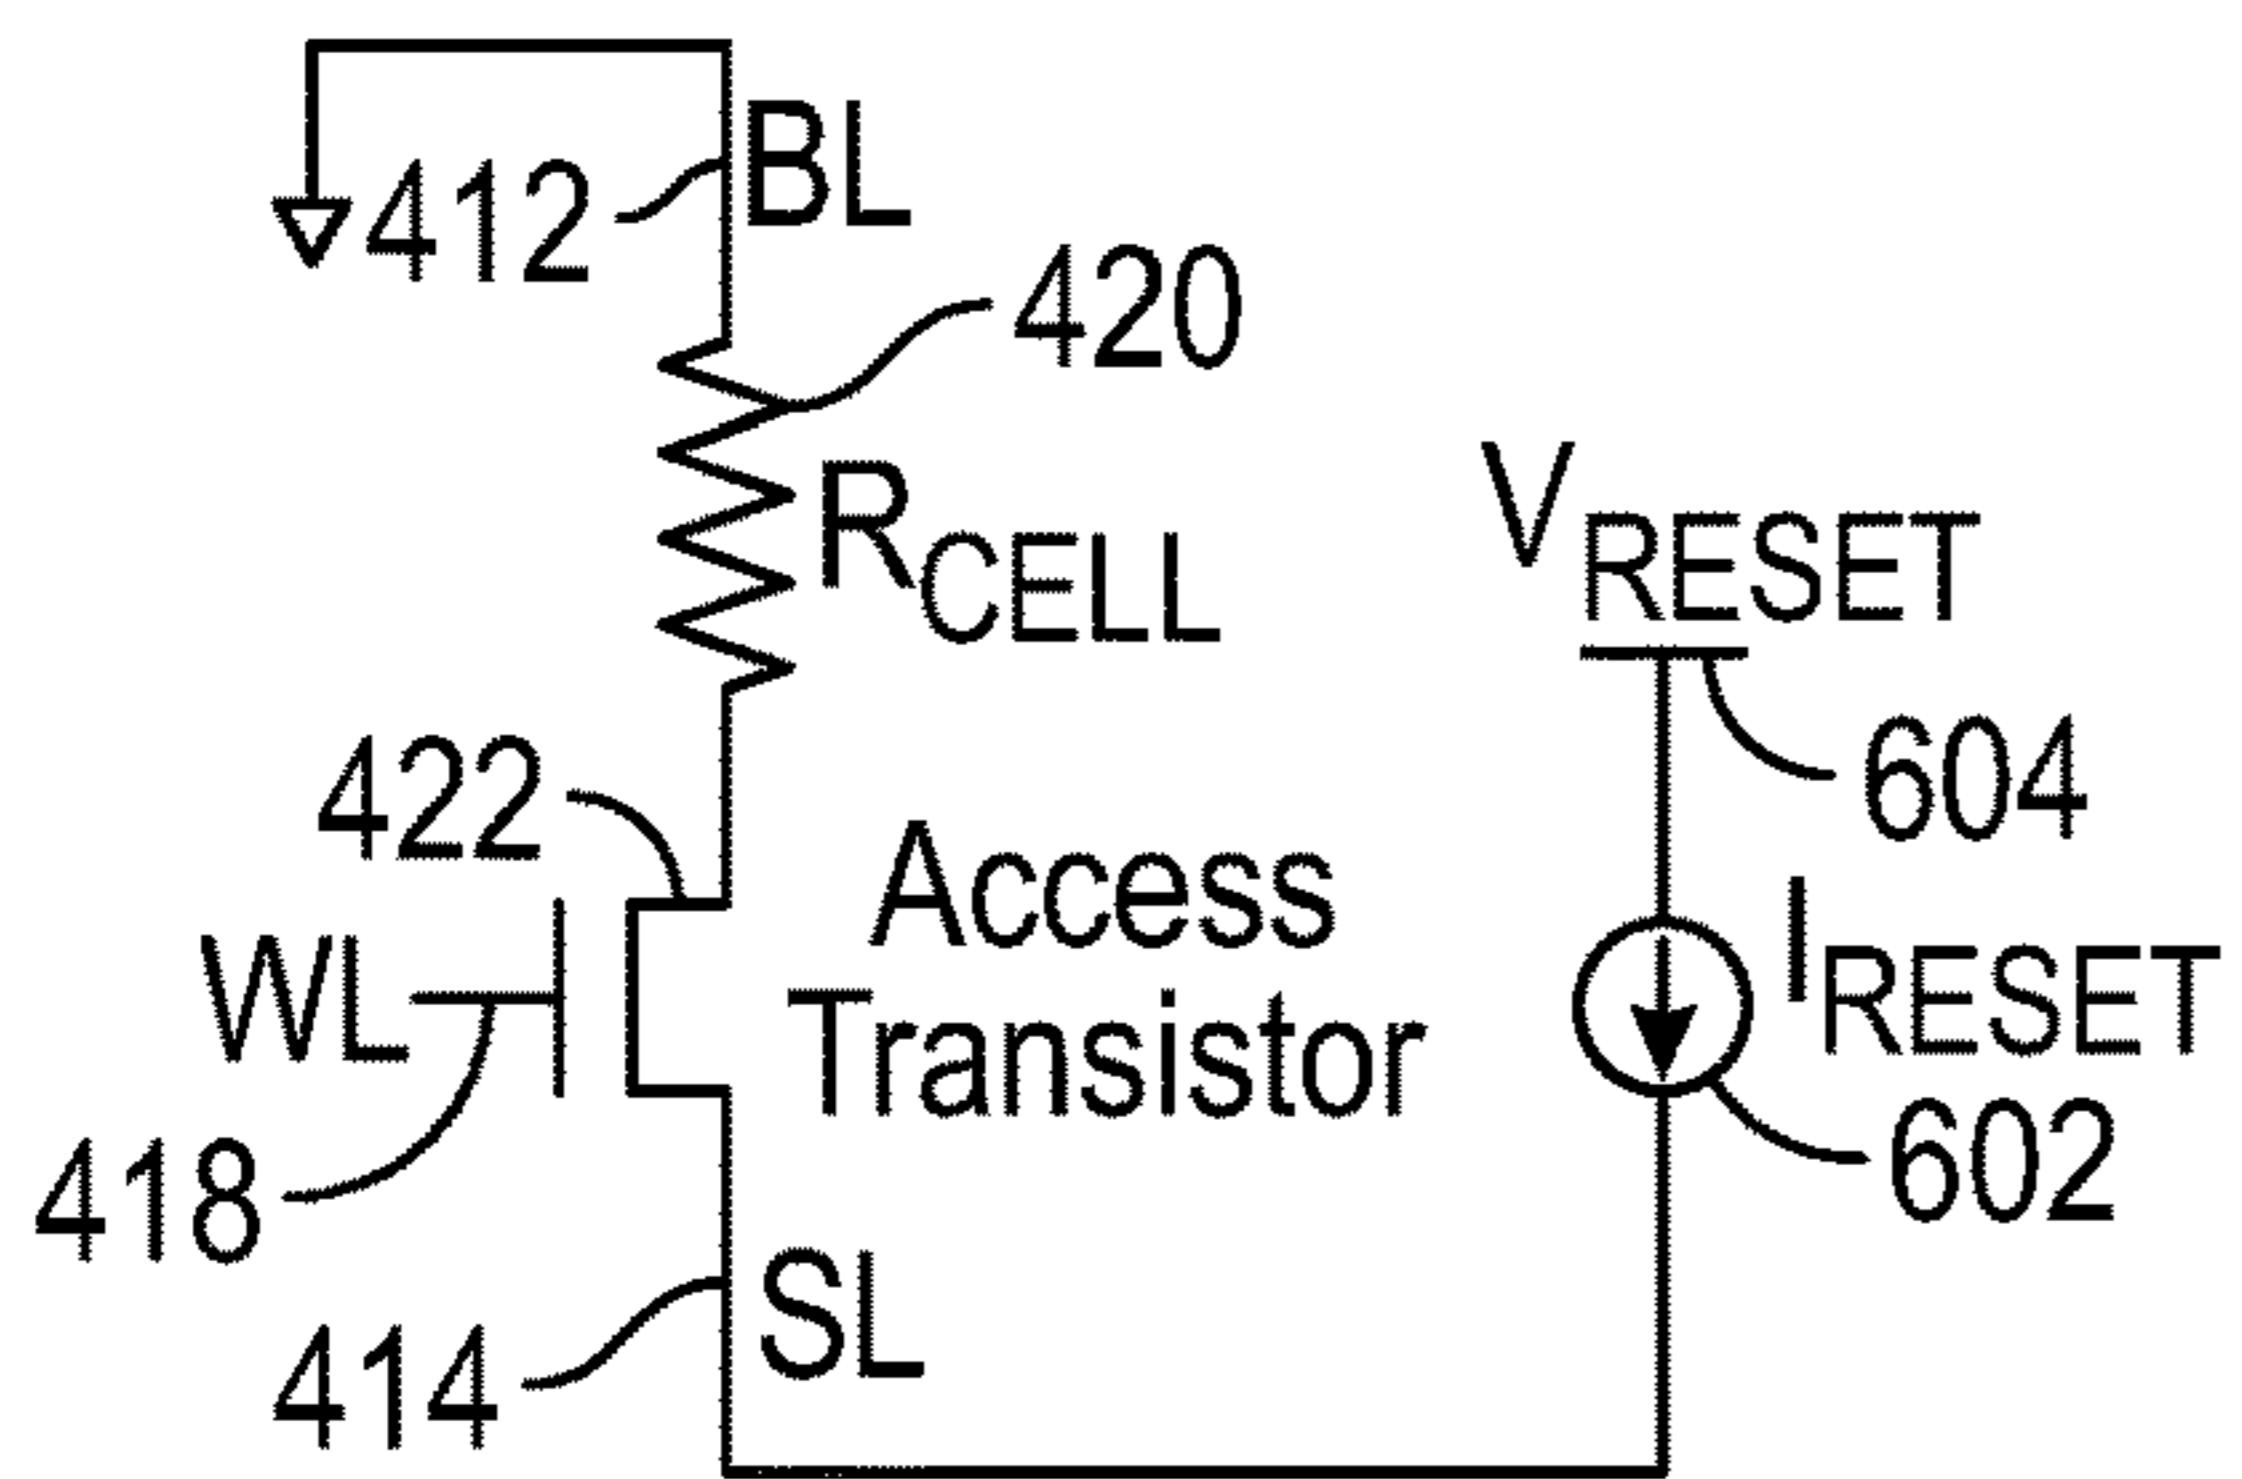 BL
412
420
RCELL
VRESET
604
422
Access
Transistor
WL
IRESET
602
418
SL
414